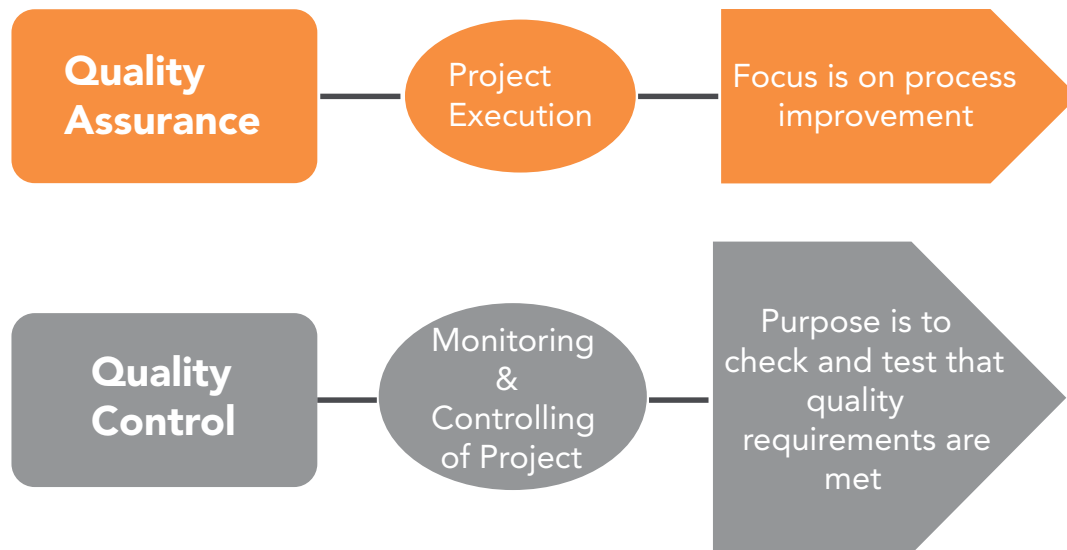 Quality
Assurance
Project
Execution
Focus is on process
improvement
Quality
Control
Monitoring
&
Controlling
of Project
Purpose is to
check and test that
quality
requirements are
met